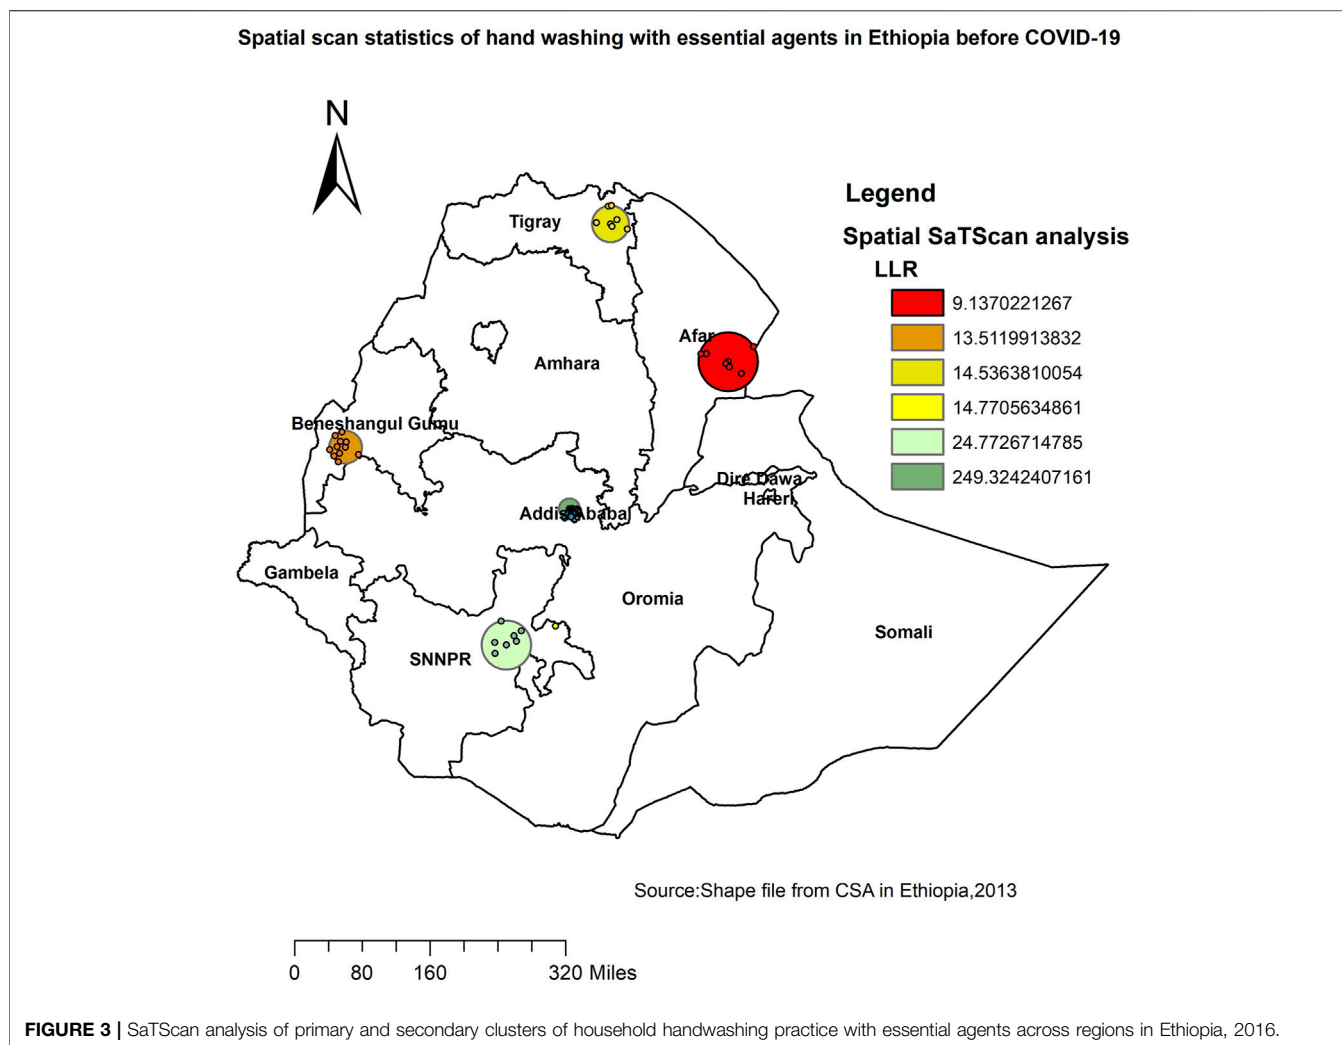 Spatial scan statistics of hand washing with essential agents in Ethiopia before COVID-19
N
Legend
Spatial SaTScan analysis
LLR
9.1370221267
13.5119913832
14.5363810054
14.7705634861
24.7726714785
249.3242407161
Tigray
Afar
Amhara
Beneshangul Gumu
Dire Dawa
Hareri
Addis Ababa
Gambela
Oromia
Somali
SNNPR
Source:Shape file from CSA in Ethiopia,2013
0 80 160 320 Miles
FIGURE 3 | SaTScan analysis of primary and secondary clusters of household handwashing practice with essential agents across regions in Ethiopia, 2016.